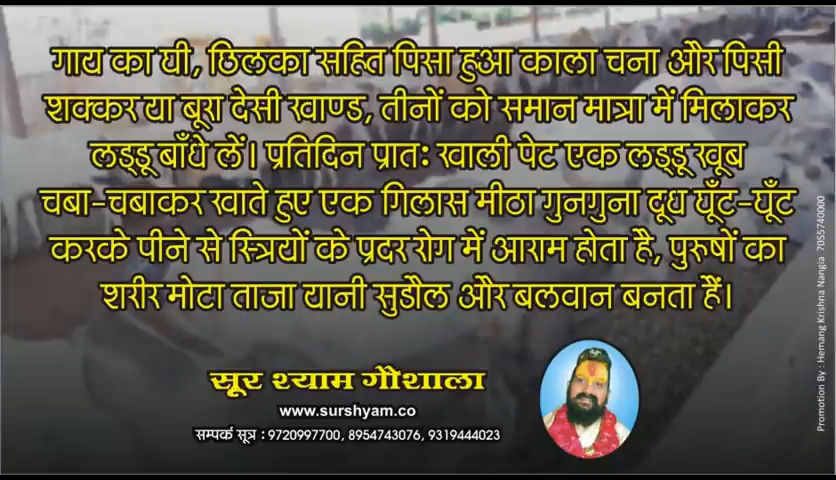 गाय का घी, छिलका सहित पिसा हुआ काला चना और पिसी
शक्कर या बूरा देसी खाण्ड, तीनों को समान मात्रा में मिलाकर
लड्डू बाँधे लें। प्रतिदिन प्रातः खाली पेट एक लड्डू खूब
चबा-चबाकर खाते हुए एक गिलास मीठा गुनगुना दूध घूँट-घूँट
करके पीने से स्त्रियों के प्रदर रोग में आराम होता है, पुरूषों का
शरीर मोटा ताजा यानी सुडौल और बलवान बनता हैं।
सूर श्याम गौशाला
www.surshyam.co
सम्पर्क सूत्र : 9720997700, 8954743076, 9319444023
Promotion By : Hemang Krishna Nangia 7055740000